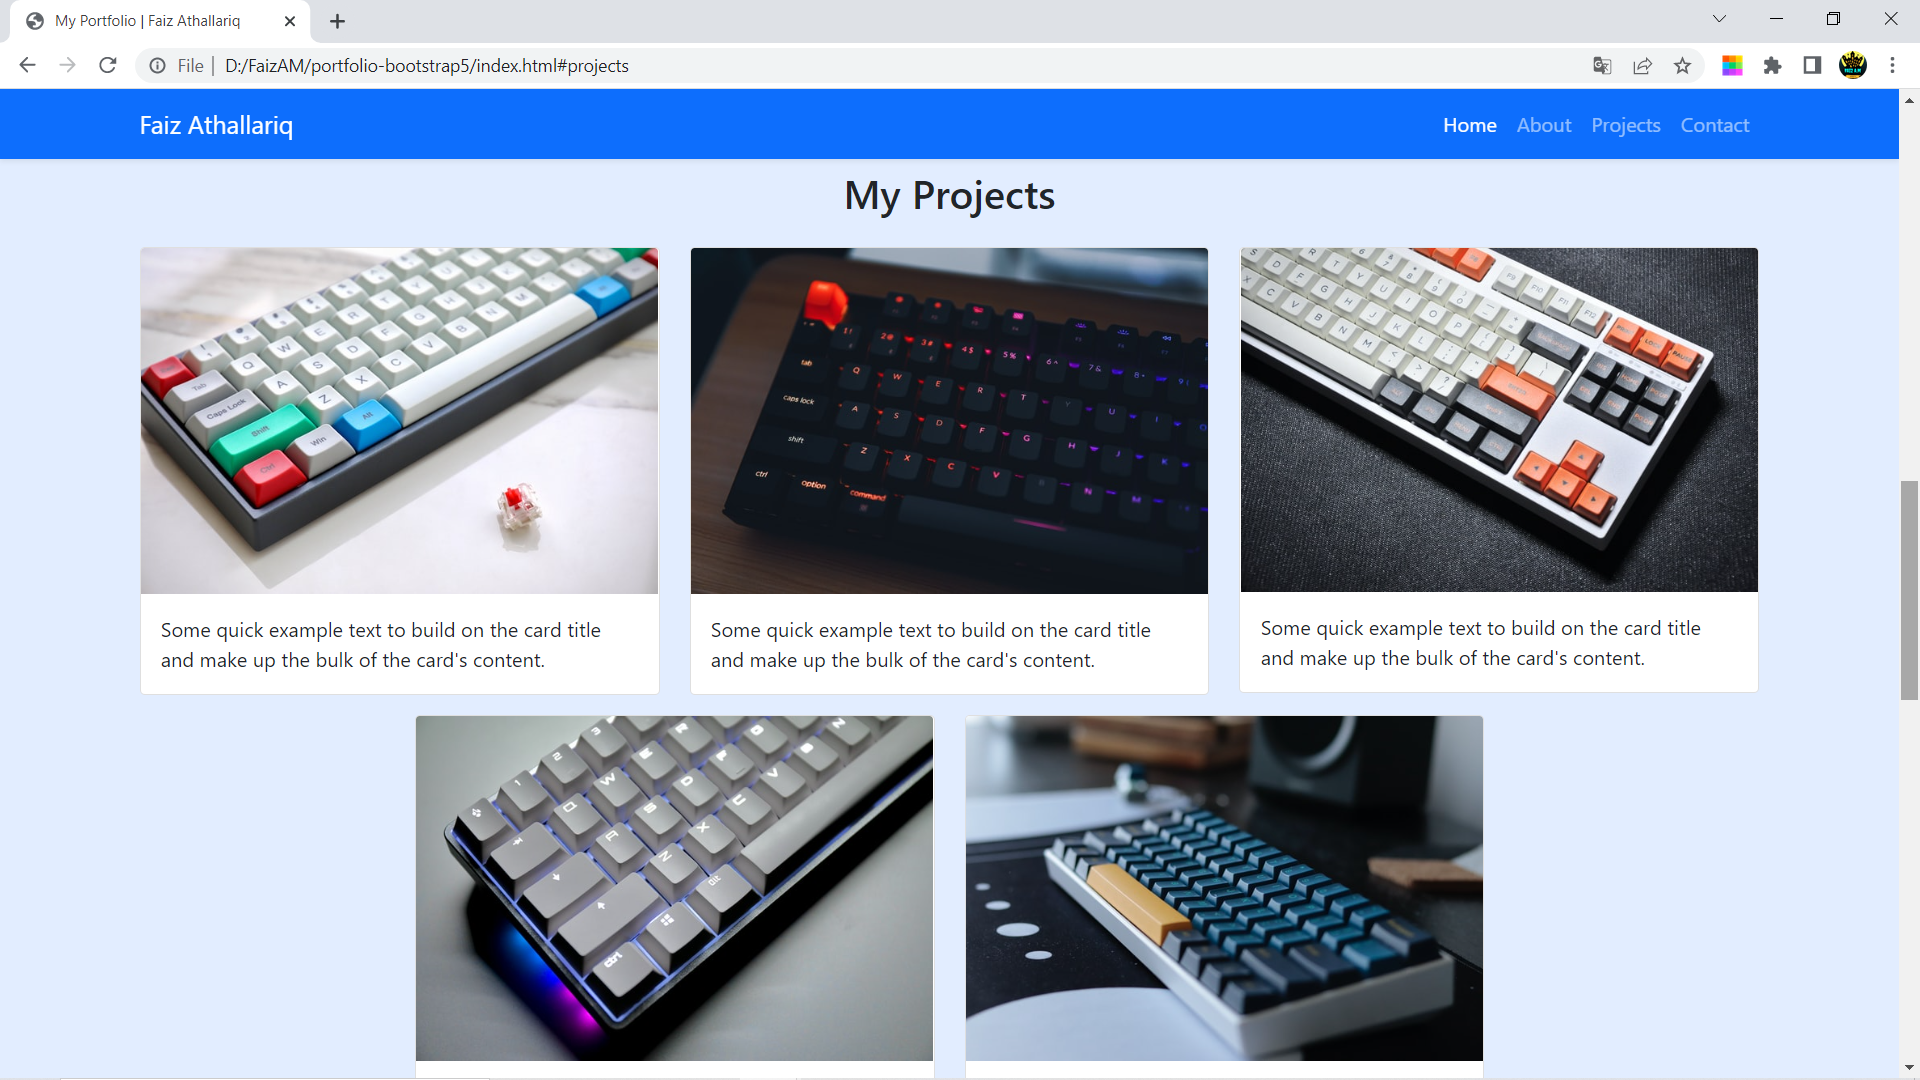 My Portfolio | Faiz Athallariq
File | D:/FaizAM/portfolio-bootstrap5/index.html#projects
Faiz Athallariq
Home About Projects Contact
My Projects
Some quick example text to build on the card title
and make up the bulk of the card's content.
Some quick example text to build on the card title
and make up the bulk of the card's content.
Some quick example text to build on the card title
and make up the bulk of the card's content.